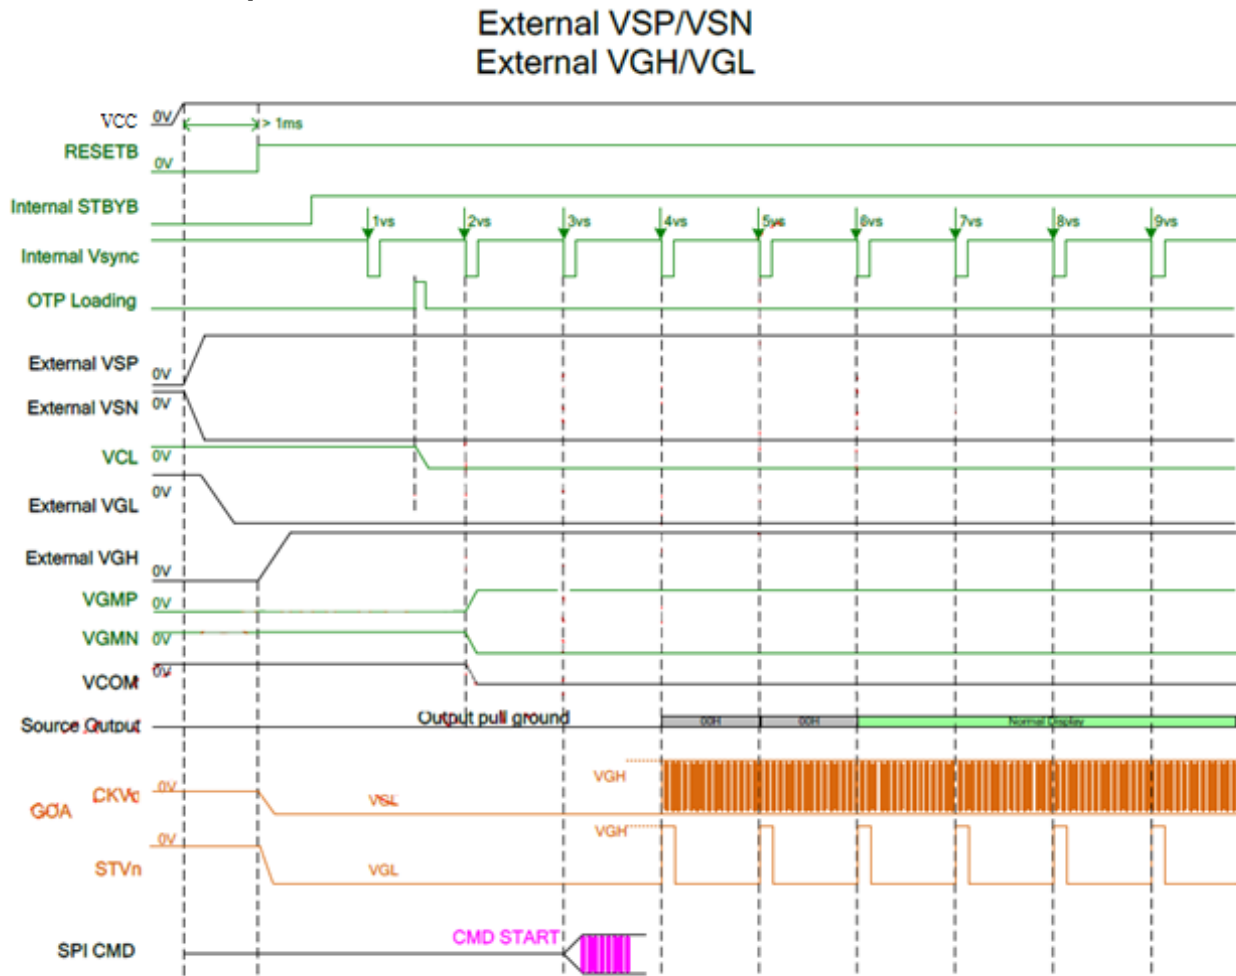 External VSP/VSN
External VGH/VGL
VCC 0V > 1ms
RESETB 0V
Internal STBYB
1vs 2vs 3vs 4vs 5vs 6vs 7vs 8vs 9vs
Internal Vsync
OTP Loading
External VSP 0V
External VSN 0V
VCL 0V
External VGL 0V
External VGH 0V
VGMP 0V
VGMN 0V
VCOM 0V
Source Output Output pull ground 00H 00H Normal Display
GOA CKVc 0V VGL VGH
STVn 0V VGL VGH
SPI CMD CMD START